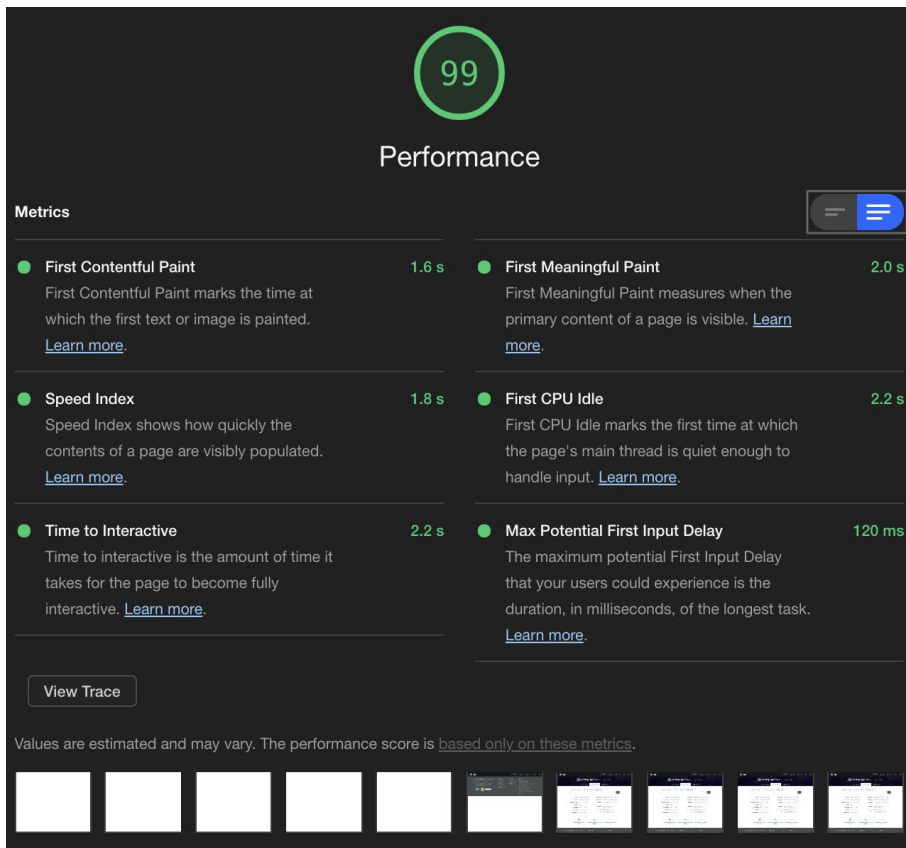 99
Performance
Metrics
First Contentful Paint 1.6 s
First Contentful Paint marks the time at
which the first text or image is painted.
Learn more.
First Meaningful Paint 2.0 s
First Meaningful Paint measures when the
primary content of a page is visible. Learn
more.
Speed Index 1.8 s
Speed Index shows how quickly the
contents of a page are visibly populated.
Learn more.
First CPU Idle 2.2 s
First CPU Idle marks the first time at which
the page's main thread is quiet enough to
handle input. Learn more.
Time to Interactive 2.2 s
Time to interactive is the amount of time it
takes for the page to become fully
interactive. Learn more.
Max Potential First Input Delay 120 ms
The maximum potential First Input Delay
that your users could experience is the
duration, in milliseconds, of the longest task.
Learn more.
View Trace
Values are estimated and may vary. The performance score is based only on these metrics.